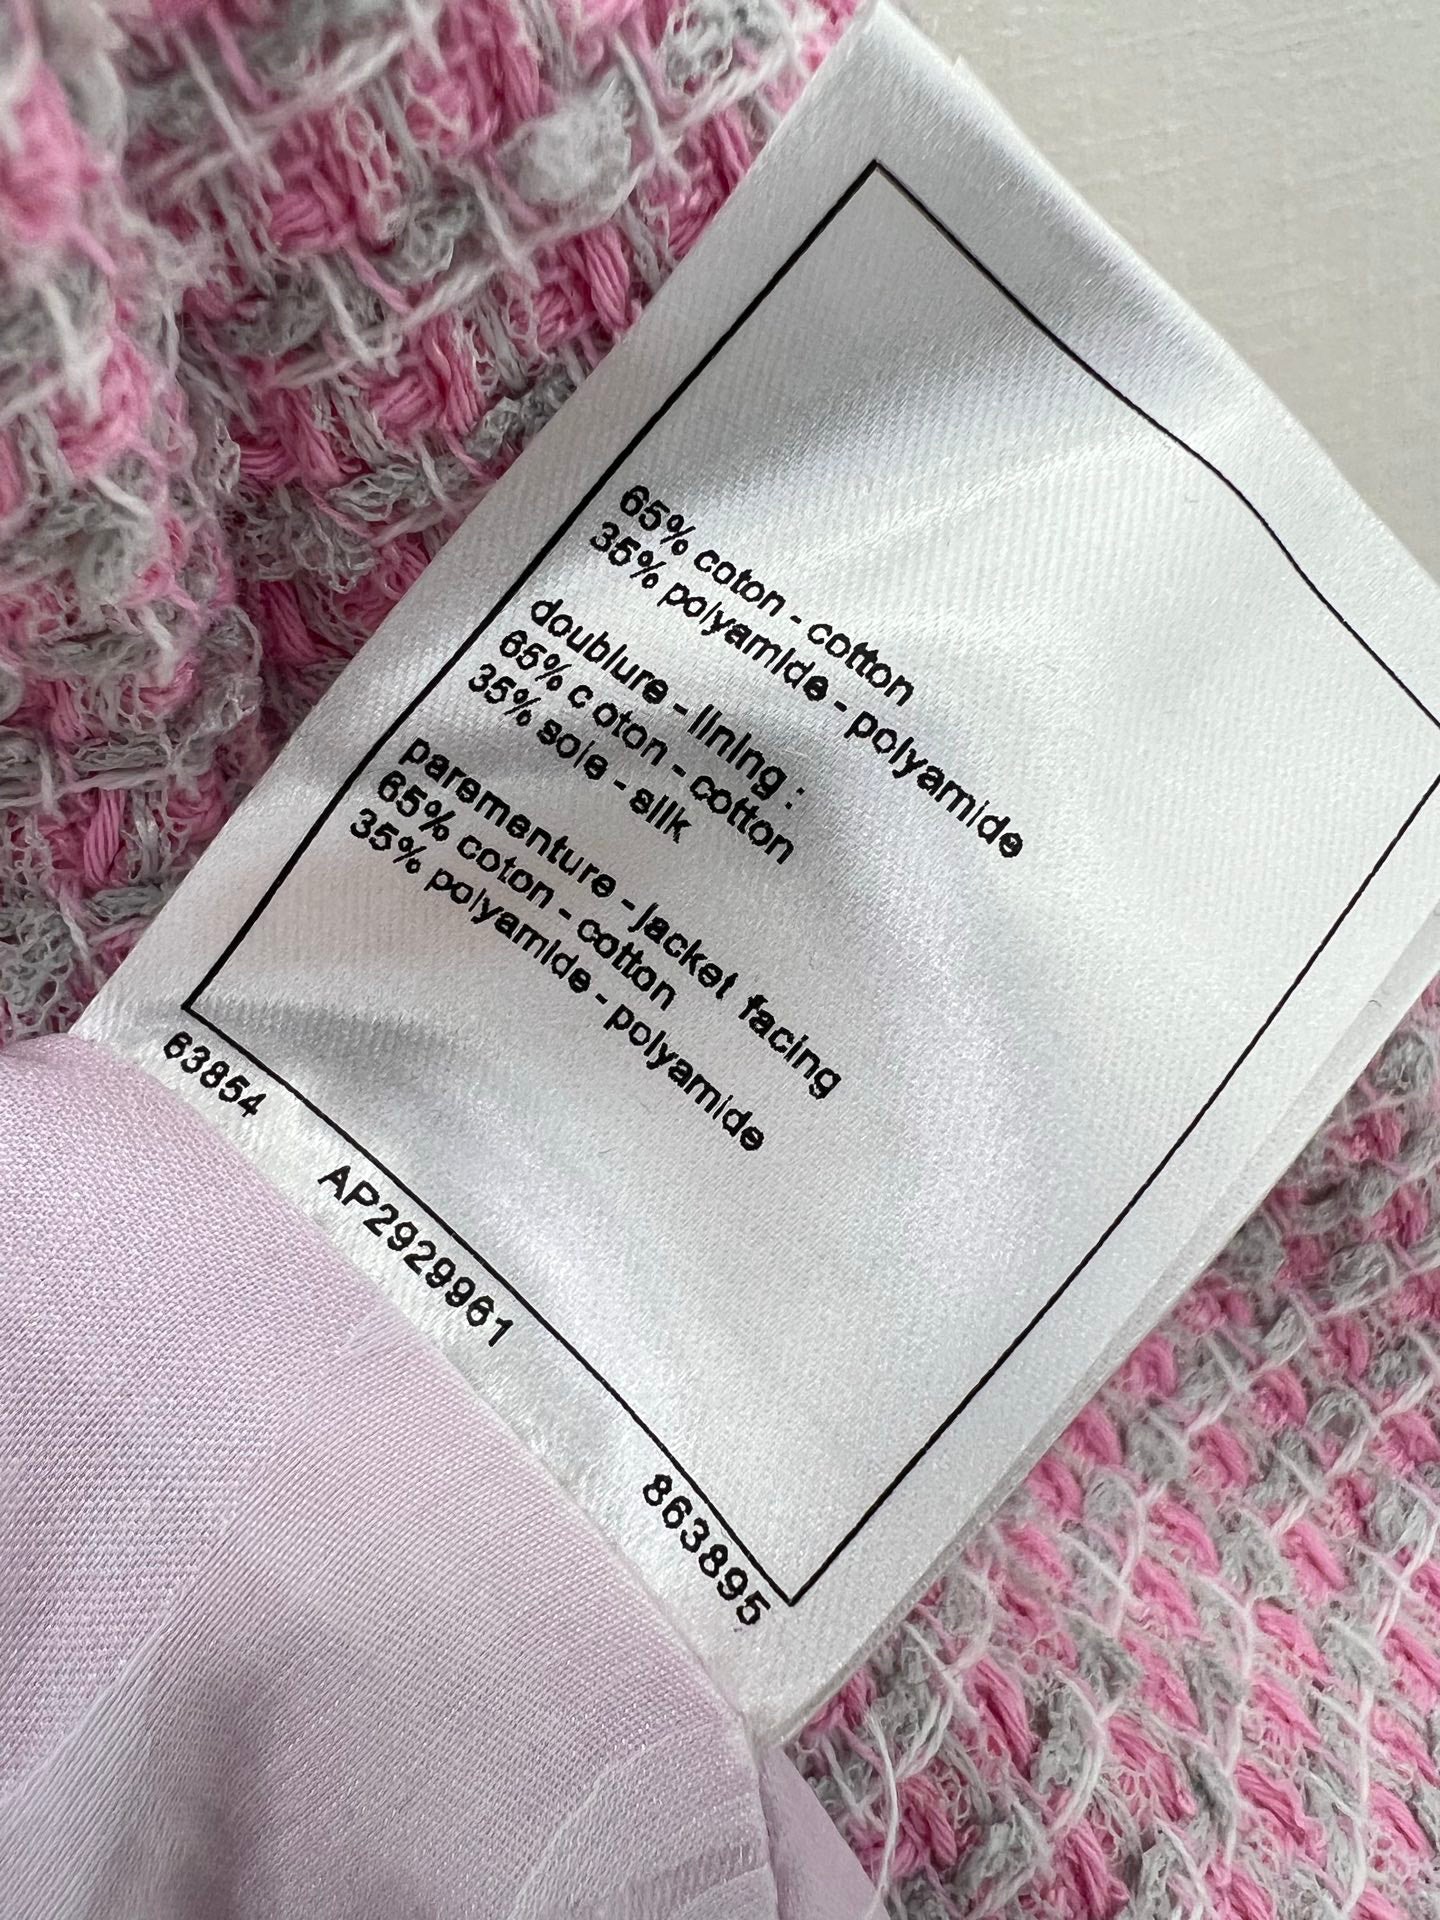 65% coton - cotton
35% polyamide - polyamide
doublure - lining :
65% coton - cotton
35% soie - silk
parementure - jacket facing
65% coton - cotton
35% polyamide - polyamide
63854 AP2929961 863895